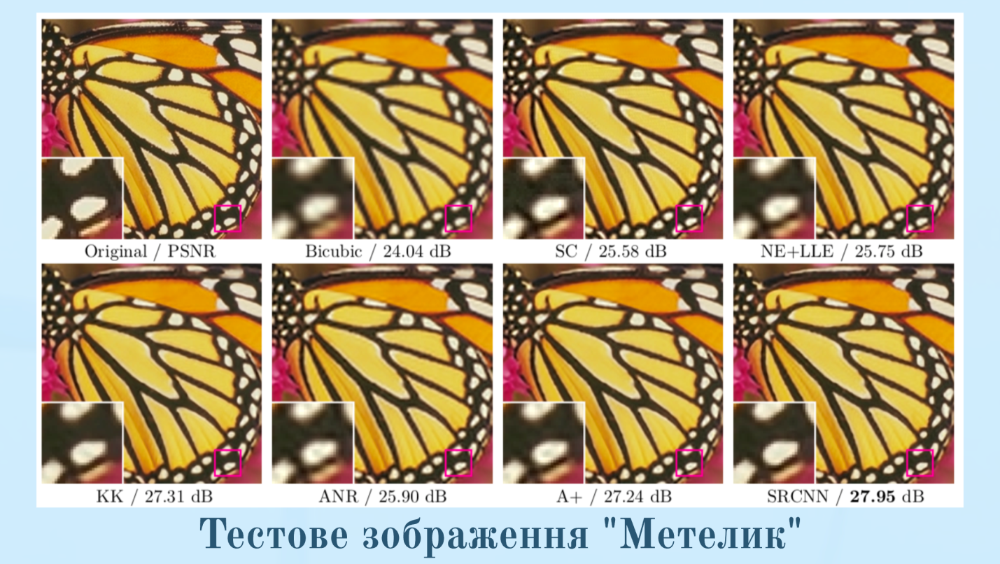 Original / PSNR
Bicubic / 24.04 dB
SC / 25.58 dB
NE+LLE / 25.75 dB
KK / 27.31 dB
ANR / 25.90 dB
A+ / 27.24 dB
SRCNN / 27.95 dB
Тестове зображення "Метелик"